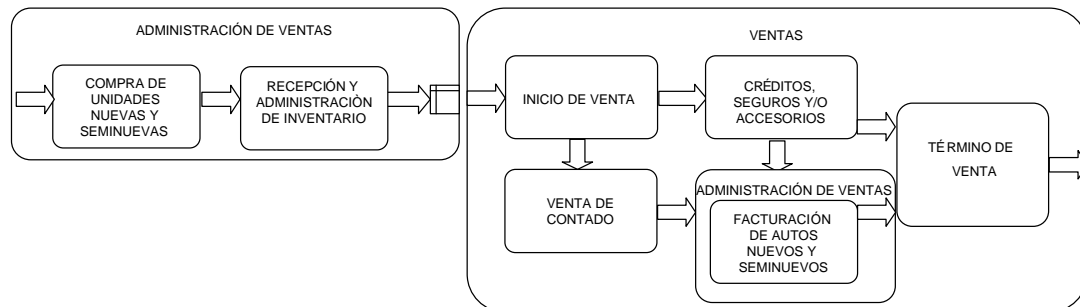 ADMINISTRACIÓN DE VENTAS
COMPRA DE
UNIDADES
NUEVAS Y
SEMINUEVAS
RECEPCIÓN Y
ADMINISTRACIÒN
DE INVENTARIO
VENTAS
INICIO DE VENTA
CRÉDITOS,
SEGUROS Y/O
ACCESORIOS
VENTA DE
CONTADO
ADMINISTRACIÓN DE VENTAS
FACTURACIÓN
DE AUTOS
NUEVOS Y
SEMINUEVOS
TÉRMINO DE
VENTA